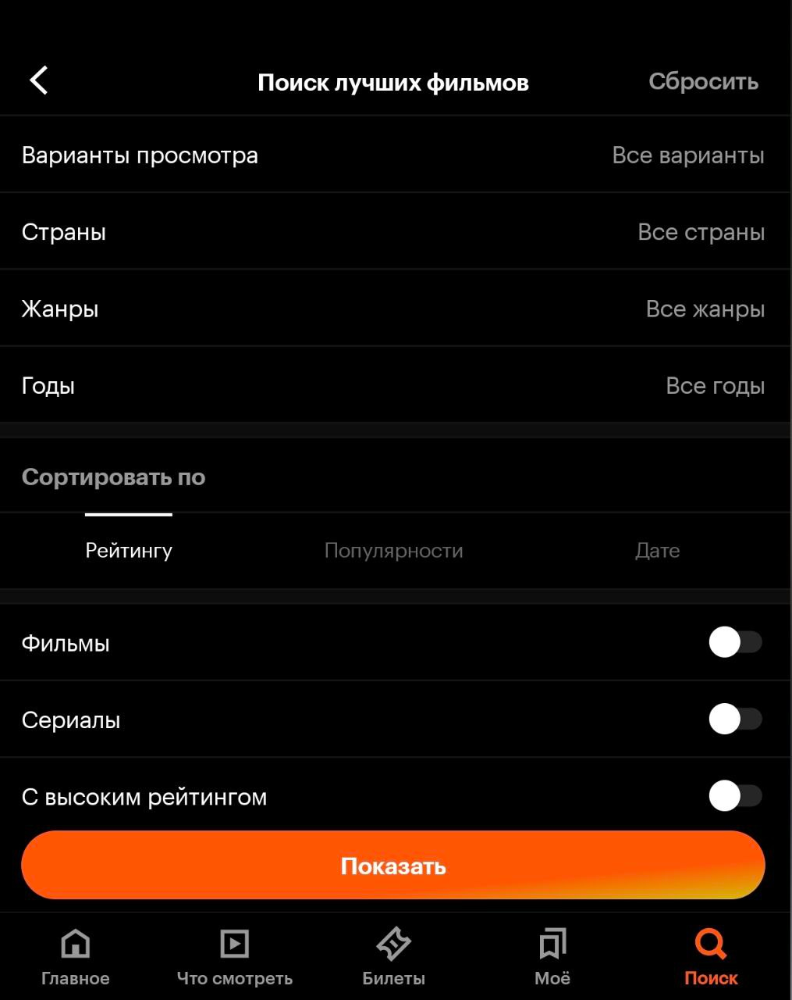 Поиск лучших фильмов
Сбросить
Варианты просмотра
Все варианты
Страны
Все страны
Жанры
Все жанры
Годы
Все годы
Сортировать по
Рейтингу
Популярности
Дате
Фильмы
Сериалы
С высоким рейтингом
Показать
Главное
Что смотреть
Билеты
Моё
Поиск